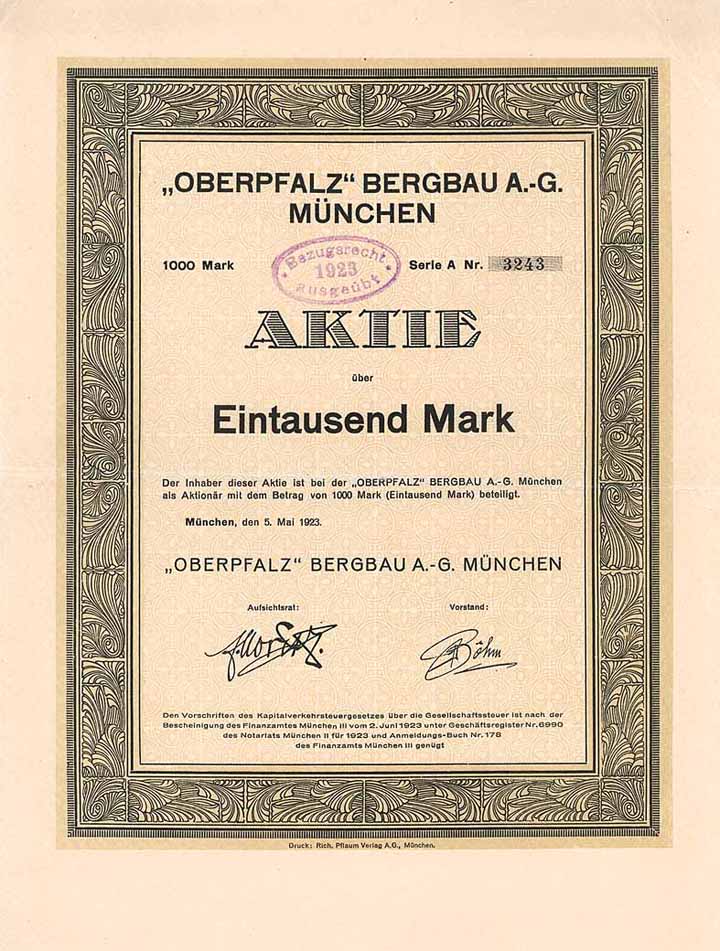 „OBERPFALZ“ BERGBAU A.-G.
MÜNCHEN
1000 Mark
Bezugsrecht
1923
ausgeübt
Serie A Nr. 3243
AKTIE
über
Eintausend Mark
Der Inhaber dieser Aktie ist bei der „OBERPFALZ“ BERGBAU A.-G. München
als Aktionär mit dem Betrag von 1000 Mark (Eintausend Mark) beteiligt.
München, den 5. Mai 1923.
„OBERPFALZ“ BERGBAU A.-G. MÜNCHEN
Aufsichtsrat:
Vorstand:
Böhm
Den Vorschriften des Kapitalverkehrsteuergesetzes über die Gesellschaftssteuer ist nach der
Bescheinigung des Finanzamtes München III vom 2. Juni 1923 unter Geschäftsregister Nr. 6990
des Notariats München II für 1923 und Anmeldungs-Buch Nr. 178
des Finanzamts München III genügt
Druck: Rich. Pflaum Verlag A.G., München.